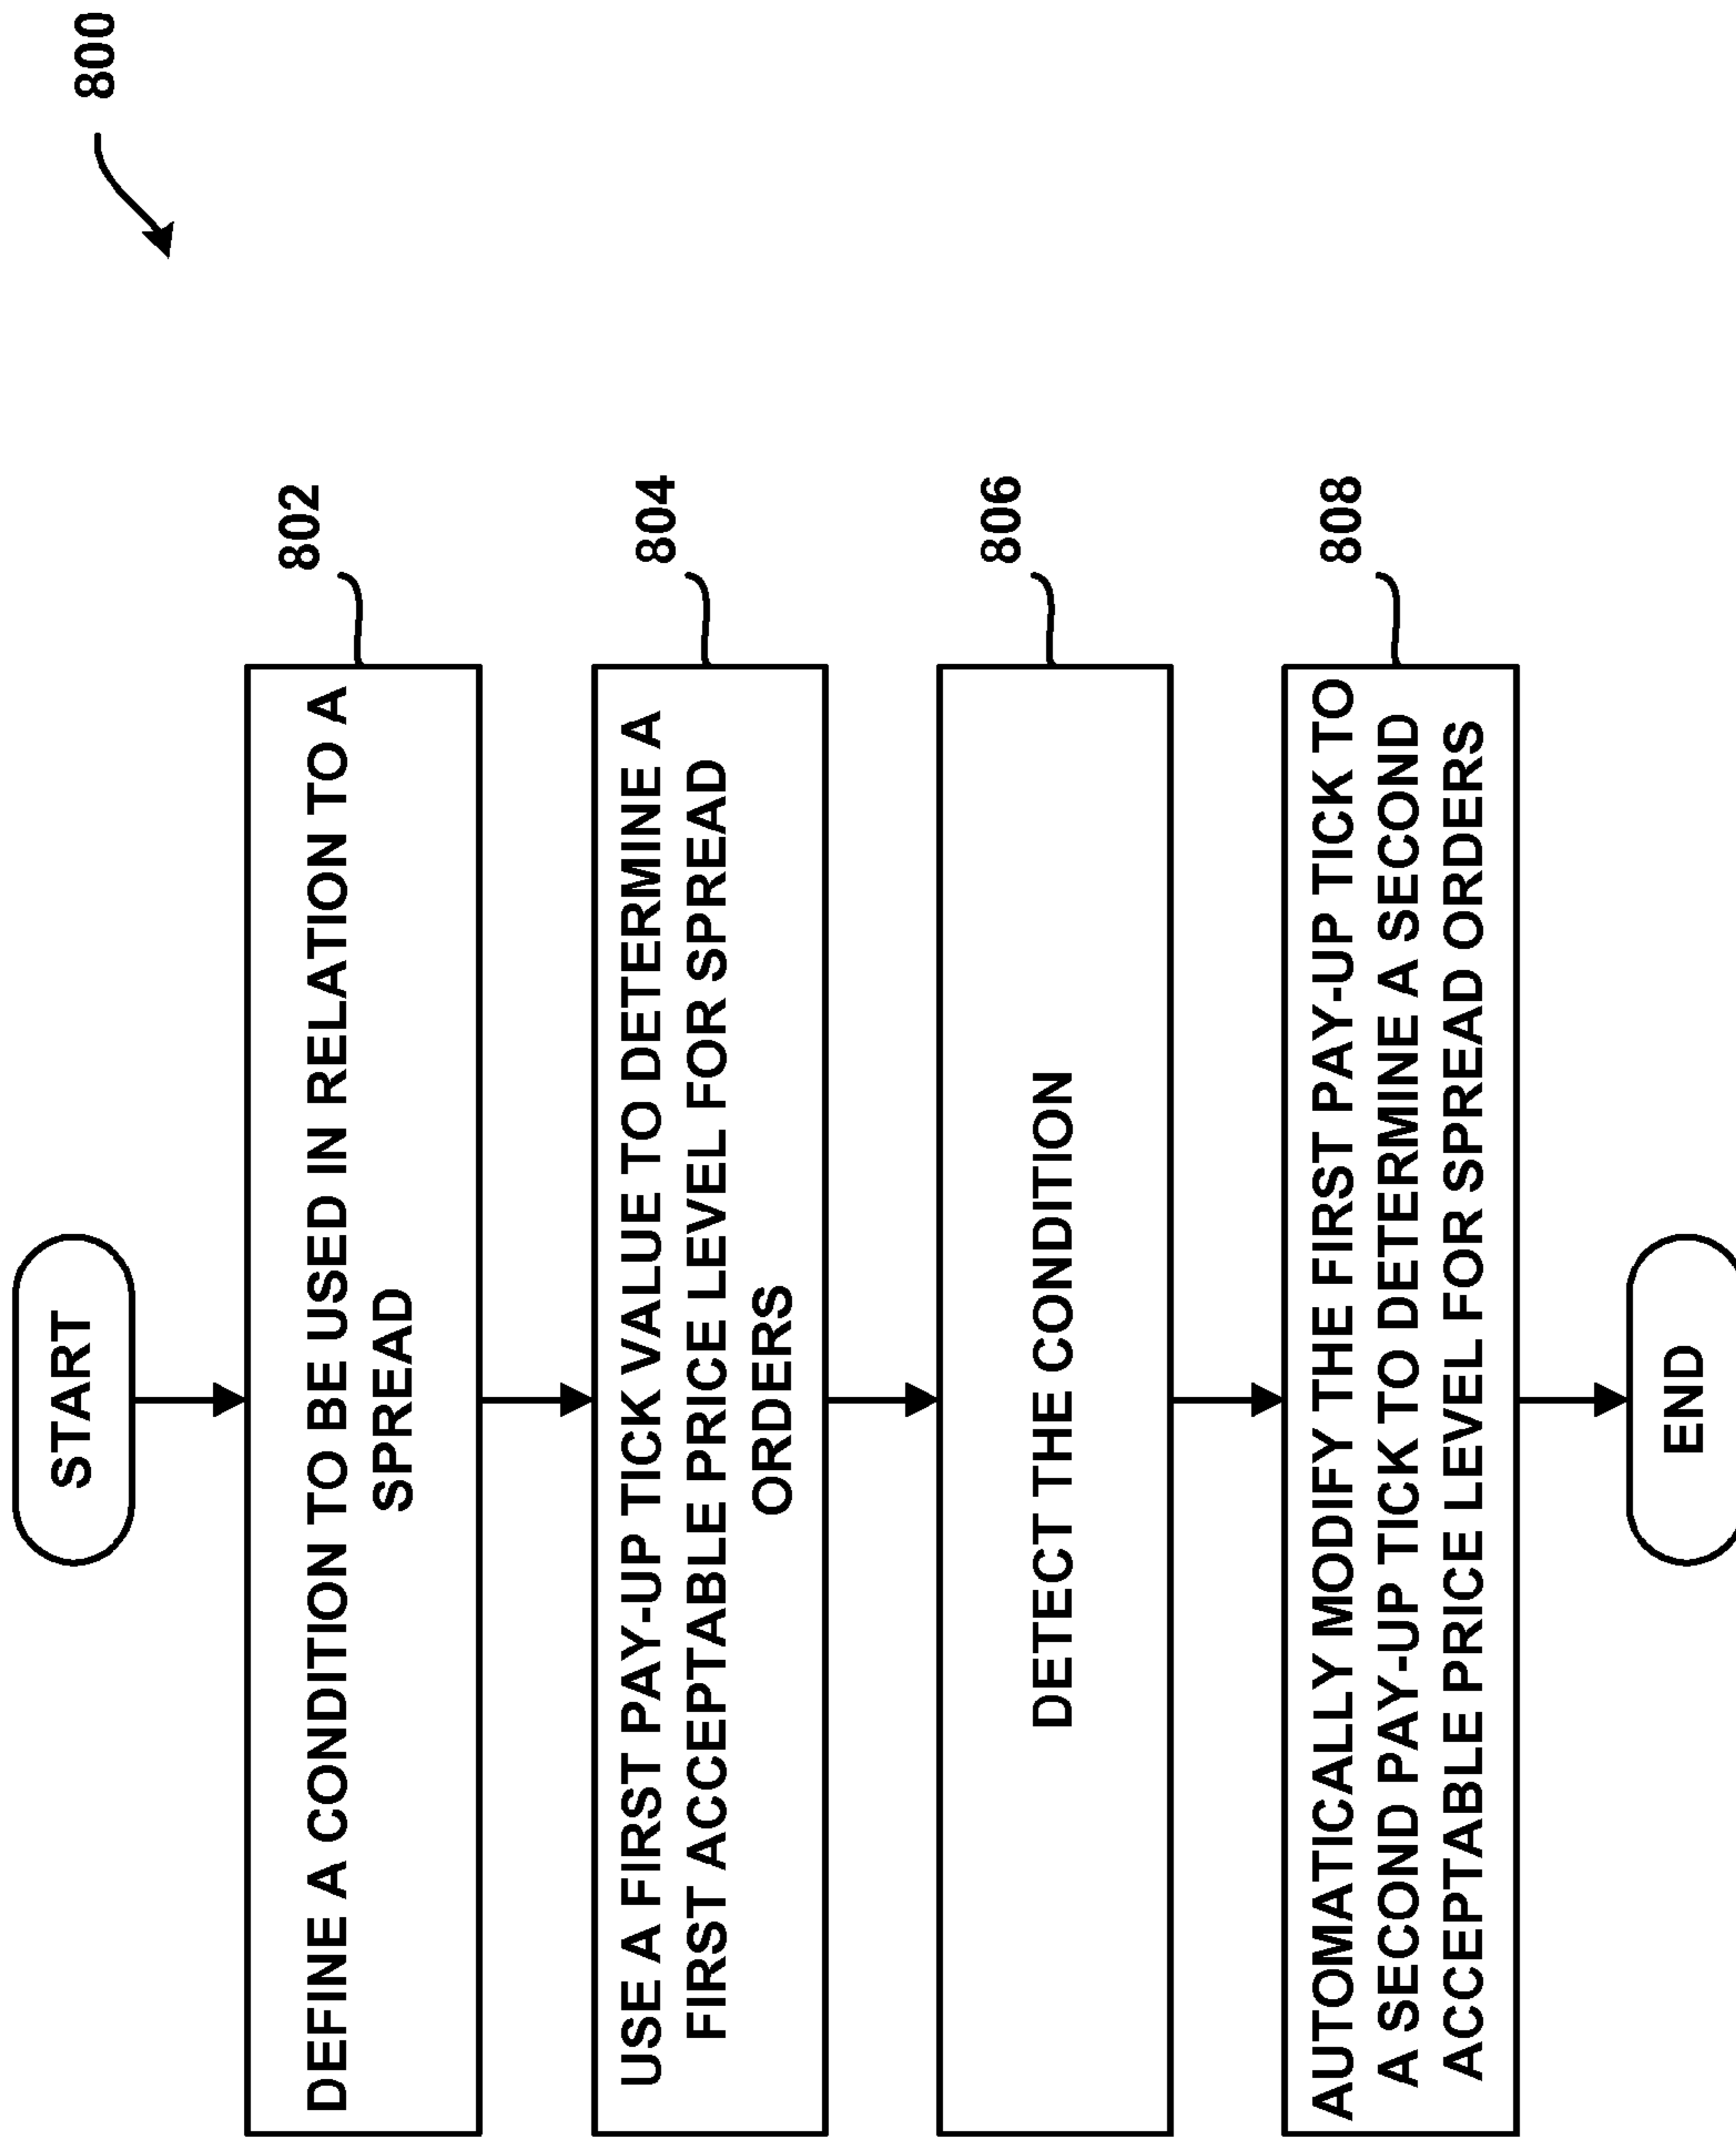 800
START
DEFINE A CONDITION TO BE USED IN RELATION TO A
SPREAD
802
USE A FIRST PAY-UP TICK VALUE TO DETERMINE A
FIRST ACCEPTABLE PRICE LEVEL FOR SPREAD
ORDERS
804
DETECT THE CONDITION
806
AUTOMATICALLY MODIFY THE FIRST PAY-UP TICK TO
A SECOND PAY-UP TICK TO DETERMINE A SECOND
ACCEPTABLE PRICE LEVEL FOR SPREAD ORDERS
808
END